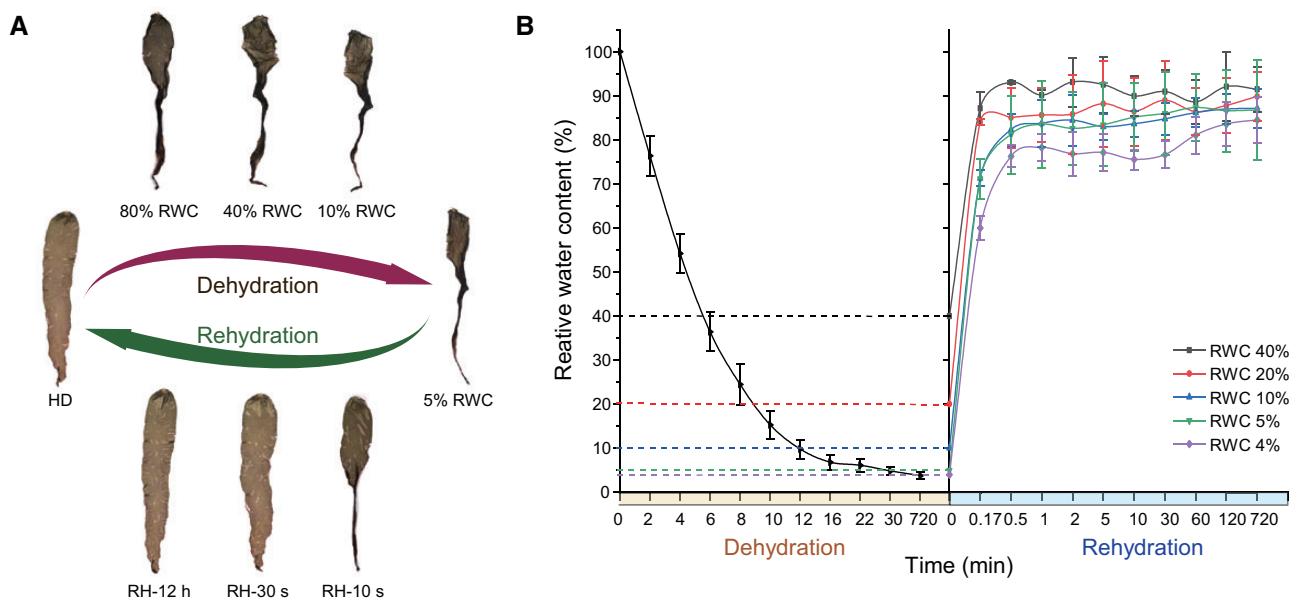 A
80% RWC
40% RWC
10% RWC
Dehydration
Rehydration
HD
5% RWC
RH-12 h
RH-30 s
RH-10 s
B
Reative water content (%)
100
90
80
70
60
50
40
30
20
10
0
0 2 4 6 8 10 12 16 22 30 720
0 0.17 0.5 1 2 5 10 30 60 120 720
Dehydration
Rehydration
Time (min)
RWC 40%
RWC 20%
RWC 10%
RWC 5%
RWC 4%